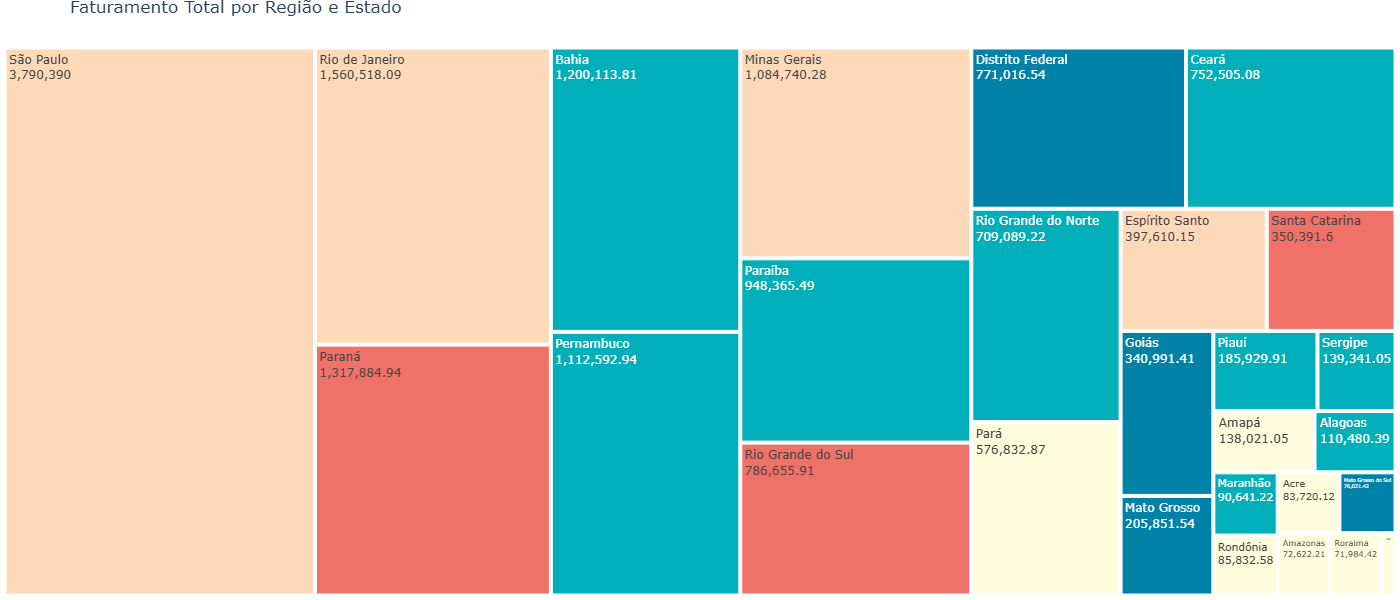 Faturamento Total por Região e Estado
São Paulo
3,790,390
Rio de Janeiro
1,560,518.09
Paraná
1,317,884.94
Bahia
1,200,113.81
Pernambuco
1,112,592.94
Minas Gerais
1,084,740.28
Paraíba
948,365.49
Rio Grande do Sul
786,655.91
Distrito Federal
771,016.54
Ceará
752,505.08
Rio Grande do Norte
709,089.22
Pará
576,832.87
Espírito Santo
397,610.15
Santa Catarina
350,391.6
Goiás
340,991.41
Mato Grosso
205,851.54
Piauí
185,929.91
Sergipe
139,341.05
Amapá
138,021.05
Alagoas
110,480.39
Maranhão
90,641.22
Acre
83,720.12
Mato Grosso do Sul
Rondônia
85,832.58
Amazonas
72,622.21
Roraima
71,984.42